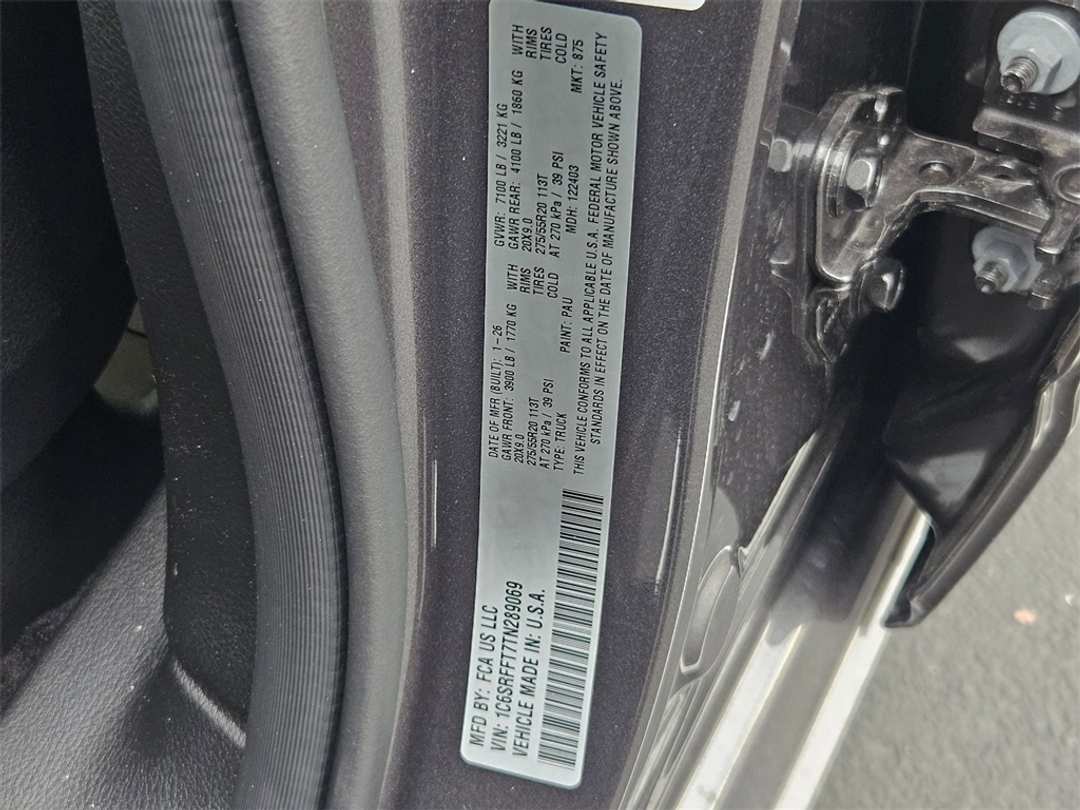 MFD BY: FCA US LLC
VIN: 1C6SRFFT7TN289069
VEHICLE MADE IN: U.S.A.
DATE OF MFR (BUILT): 1-26 GVWR: 7100 LB / 3221 KG
GAWR FRONT: 3900 LB / 1770 KG WITH GAWR REAR: 4100 LB / 1860 KG WITH
20X9.0 RIMS 20X9.0 RIMS
275/55R20 113T TIRES 275/55R20 113T TIRES
AT 270 kPa / 39 PSI COLD AT 270 kPa / 39 PSI COLD
TYPE: TRUCK PAINT: PAU MDH: 122403 MKT: 875
THIS VEHICLE CONFORMS TO ALL APPLICABLE U.S.A. FEDERAL MOTOR VEHICLE SAFETY
STANDARDS IN EFFECT ON THE DATE OF MANUFACTURE SHOWN ABOVE.